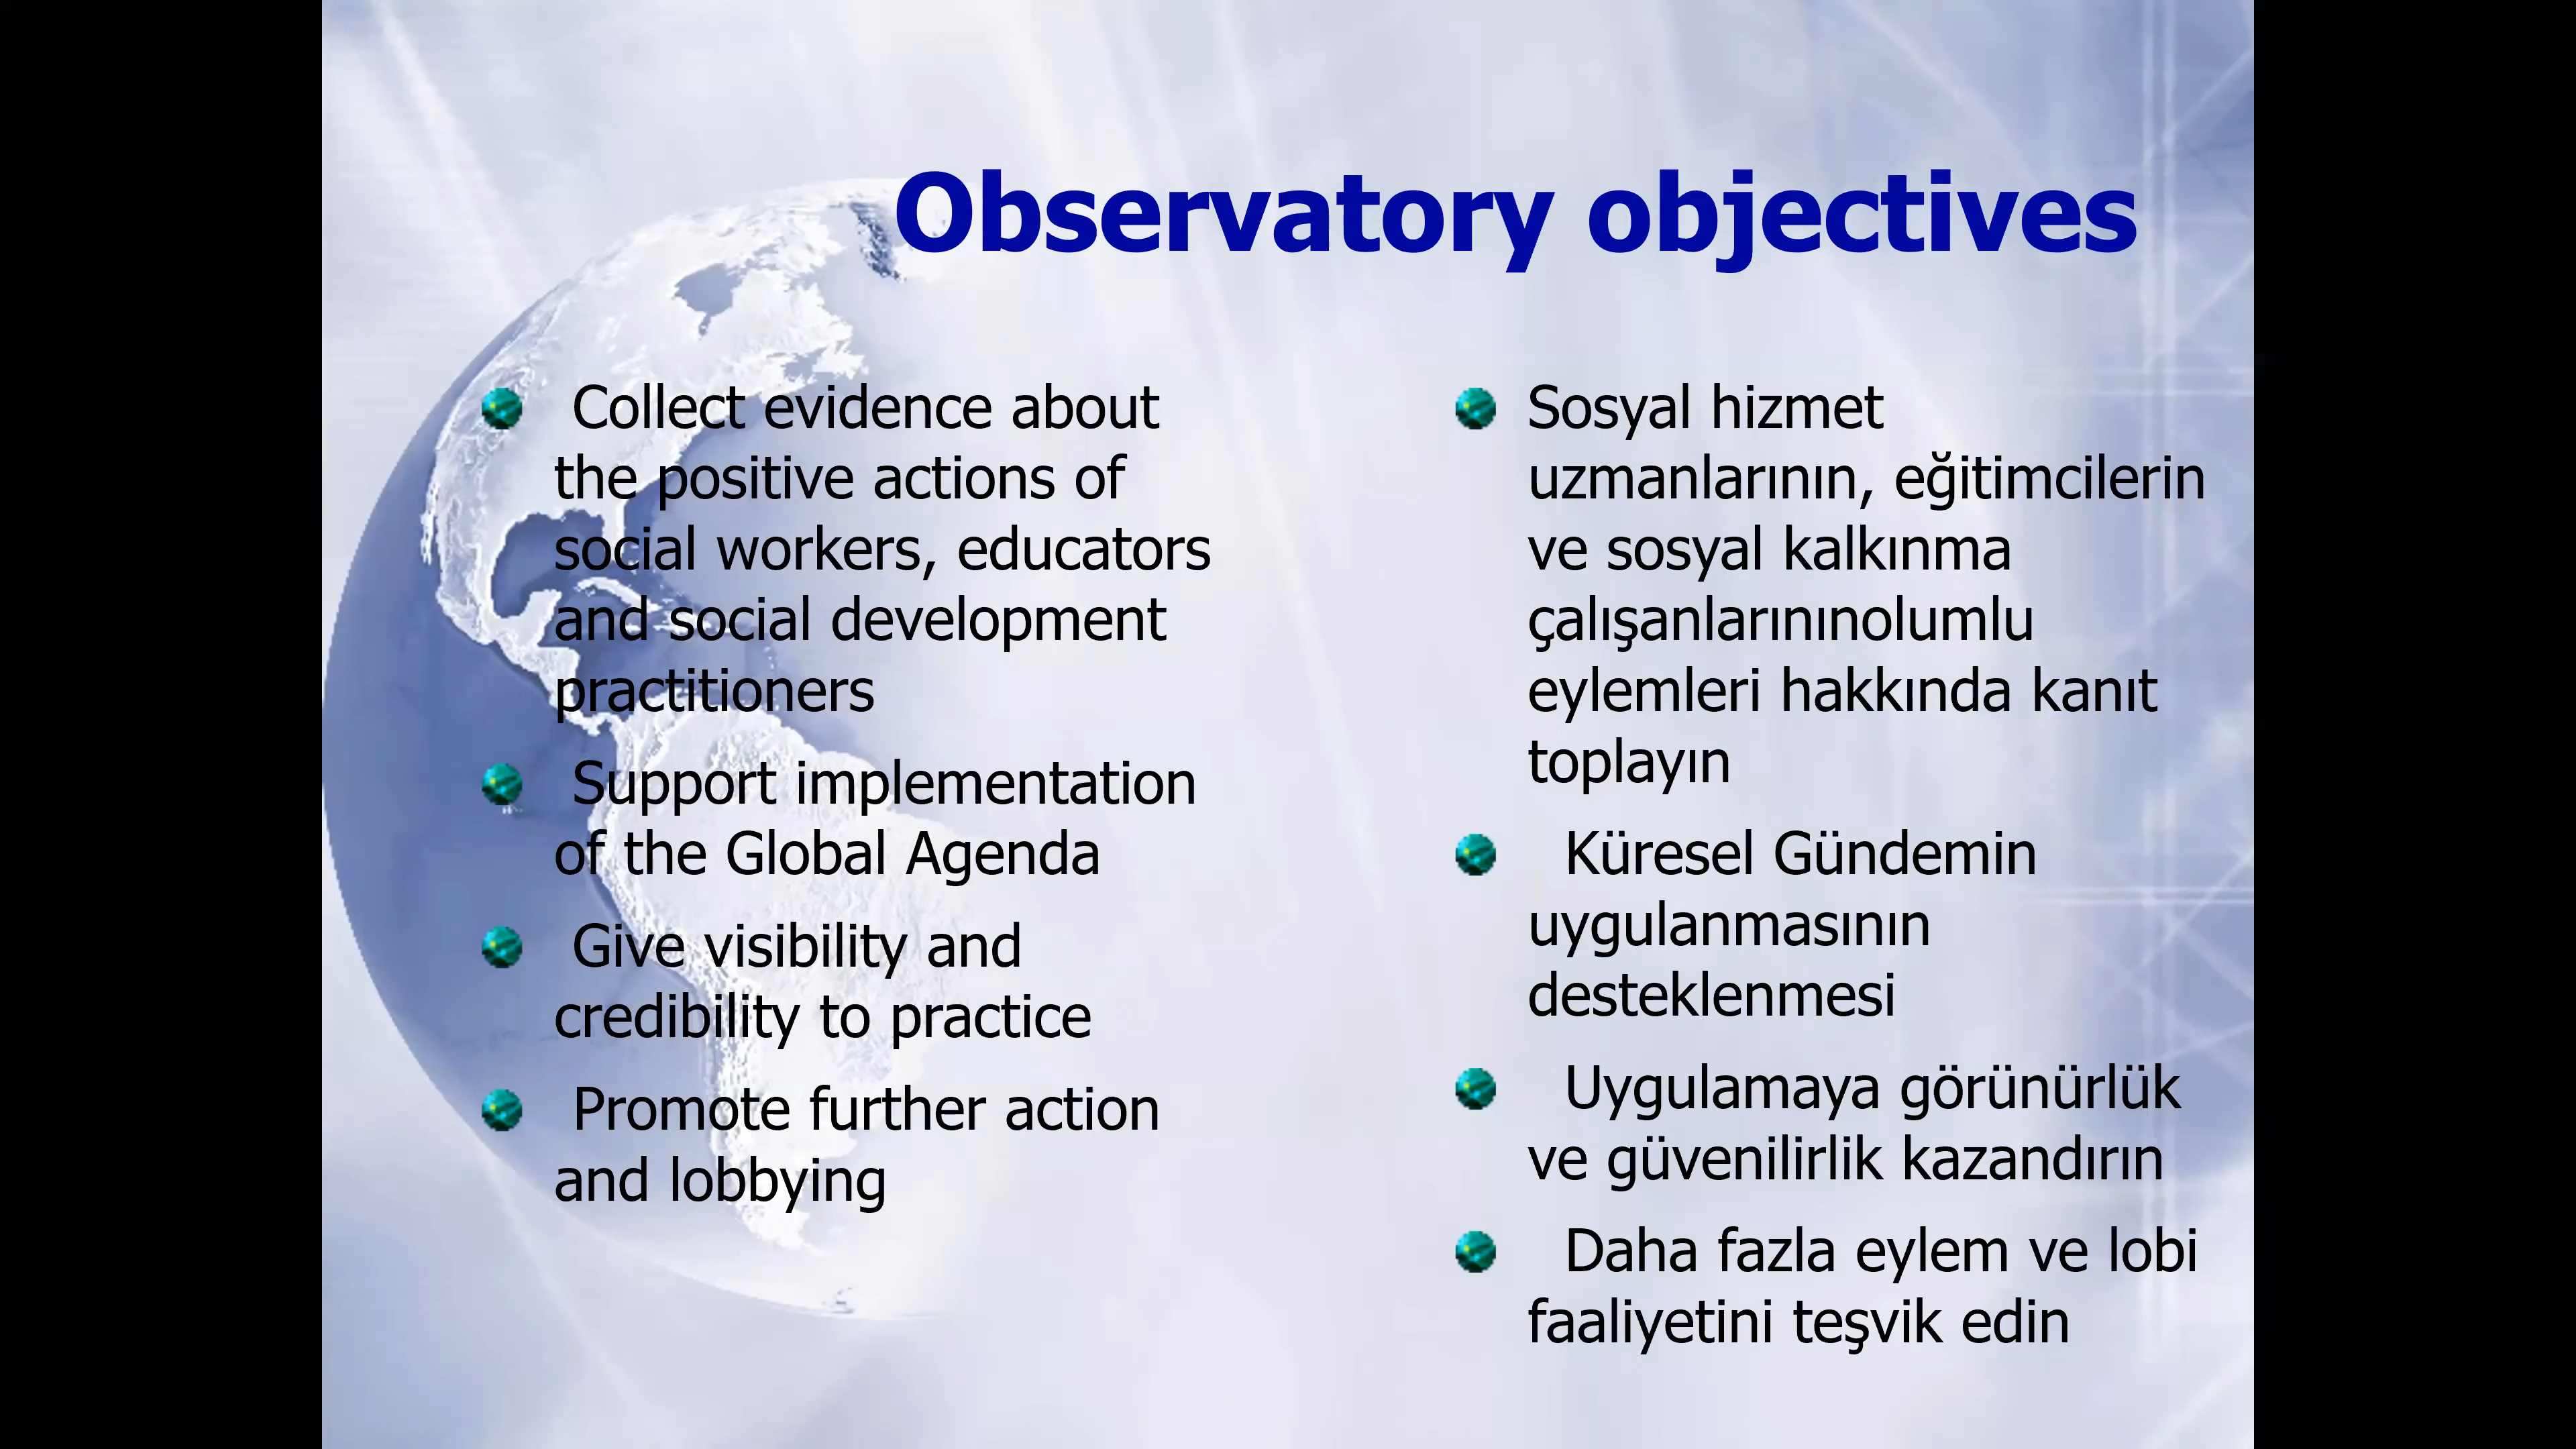 Observatory objectives
Collect evidence about
the positive actions of
social workers, educators
and social development
practitioners
Support implementation
of the Global Agenda
Give visibility and
credibility to practice
Promote further action
and lobbying
Sosyal hizmet
uzmanlarının, eğitimcilerin
ve sosyal kalkınma
çalışanlarınınolumlu
eylemleri hakkında kanıt
toplayın
Küresel Gündemin
uygulanmasının
desteklenmesi
Uygulamaya görünürlük
ve güvenilirlik kazandırın
Daha fazla eylem ve lobi
faaliyetini teşvik edin